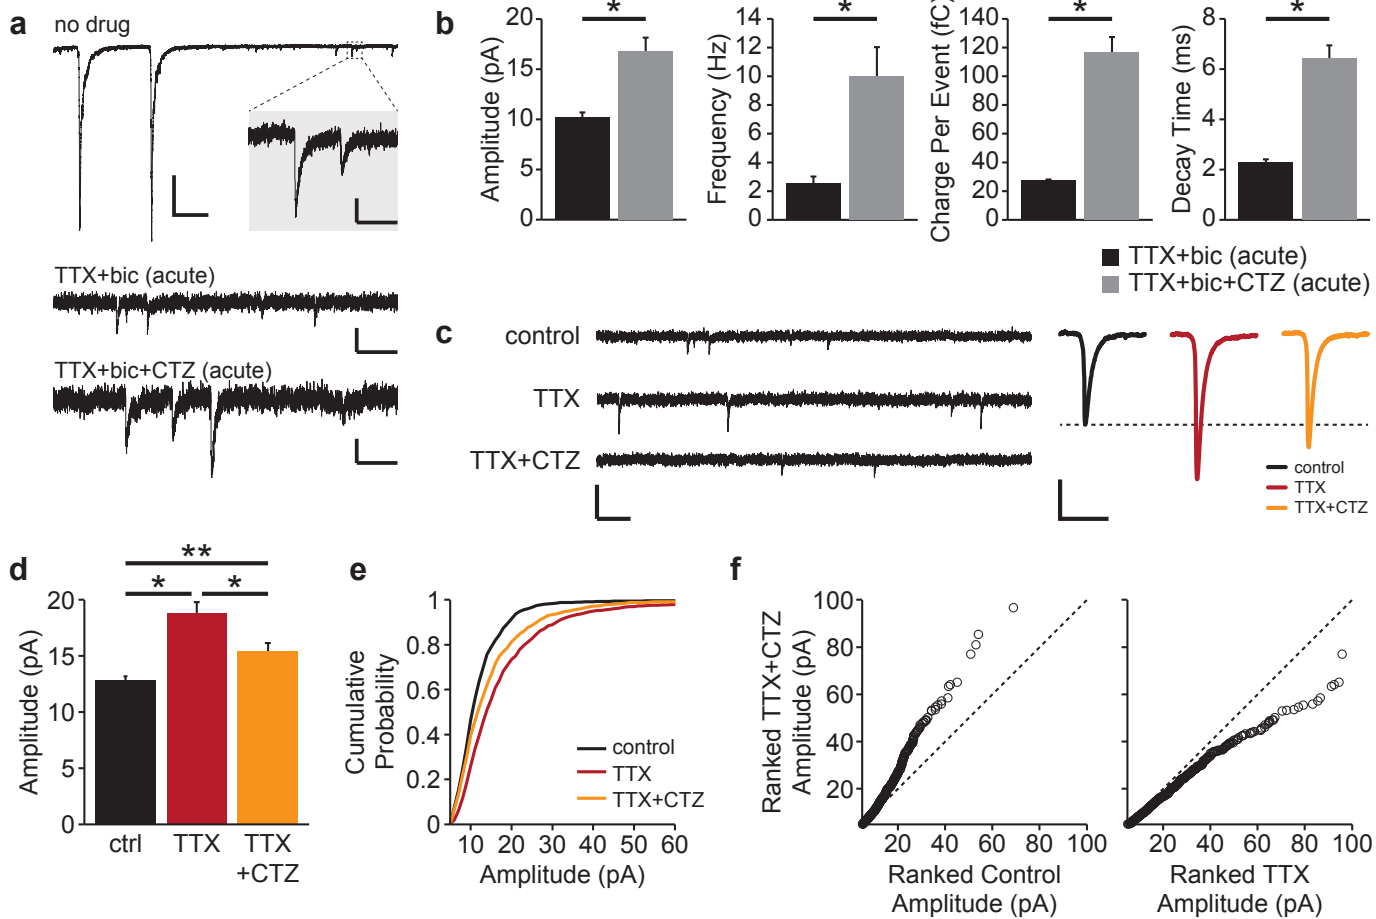 a
no drug
TTX+bic (acute)
TTX+bic+CTZ (acute)
b
Amplitude (pA)
20
15
10
5
0
*
Frequency (Hz)
14
12
10
8
6
4
2
0
*
Charge Per Event (fC)
140
120
100
80
60
40
20
0
*
Decay Time (ms)
8
6
4
2
0
*
TTX+bic (acute)
TTX+bic+CTZ (acute)
c
control
TTX
TTX+CTZ
control
TTX
TTX+CTZ
d
**
* *
Amplitude (pA)
20
15
10
5
0
ctrl TTX TTX
+CTZ
e
Cumulative
Probability
1
0.8
0.6
0.4
0.2
0
control
TTX
TTX+CTZ
10 20 30 40 50 60
Amplitude (pA)
f
Ranked TTX+CTZ
Amplitude (pA)
100
80
60
40
20
20 40 60 80 100
Ranked Control
Amplitude (pA)
20 40 60 80 100
Ranked TTX
Amplitude (pA)